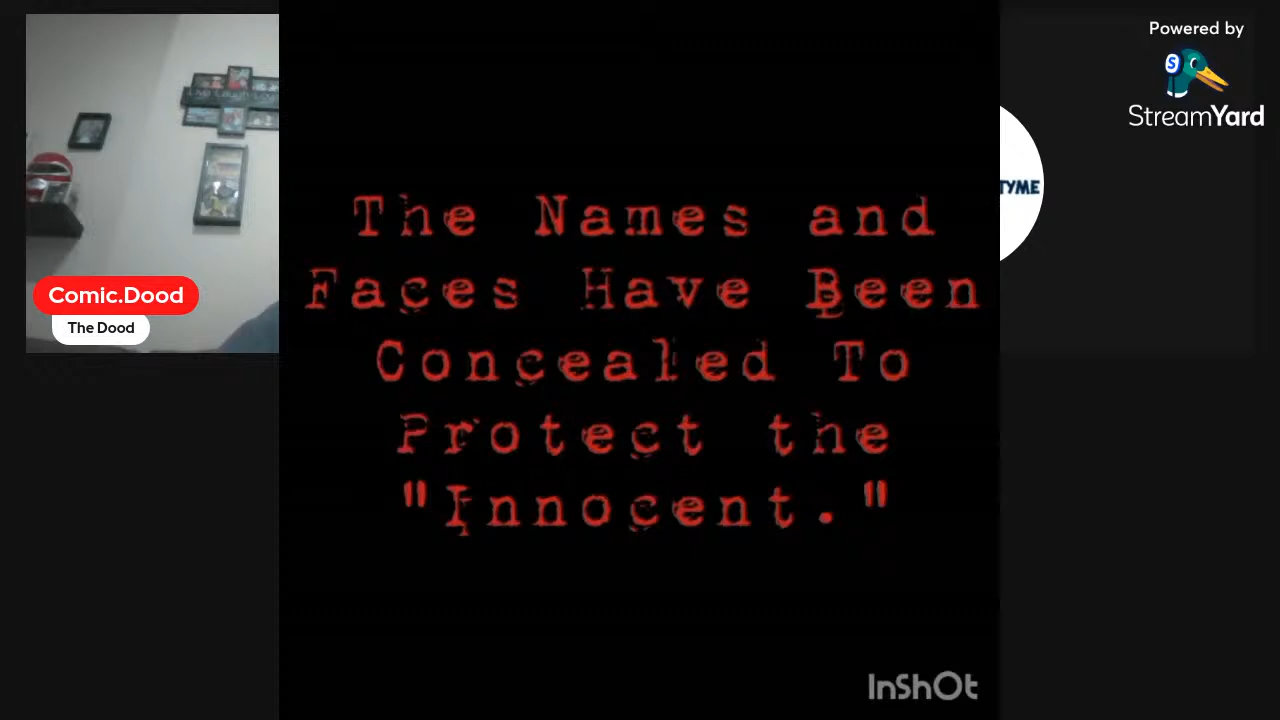 Powered by
StreamYard
TYME
Comic.Dood
The Dood
The Names and
Faces Have Been
Concealed To
Protect the
"Innocent."
InShOt